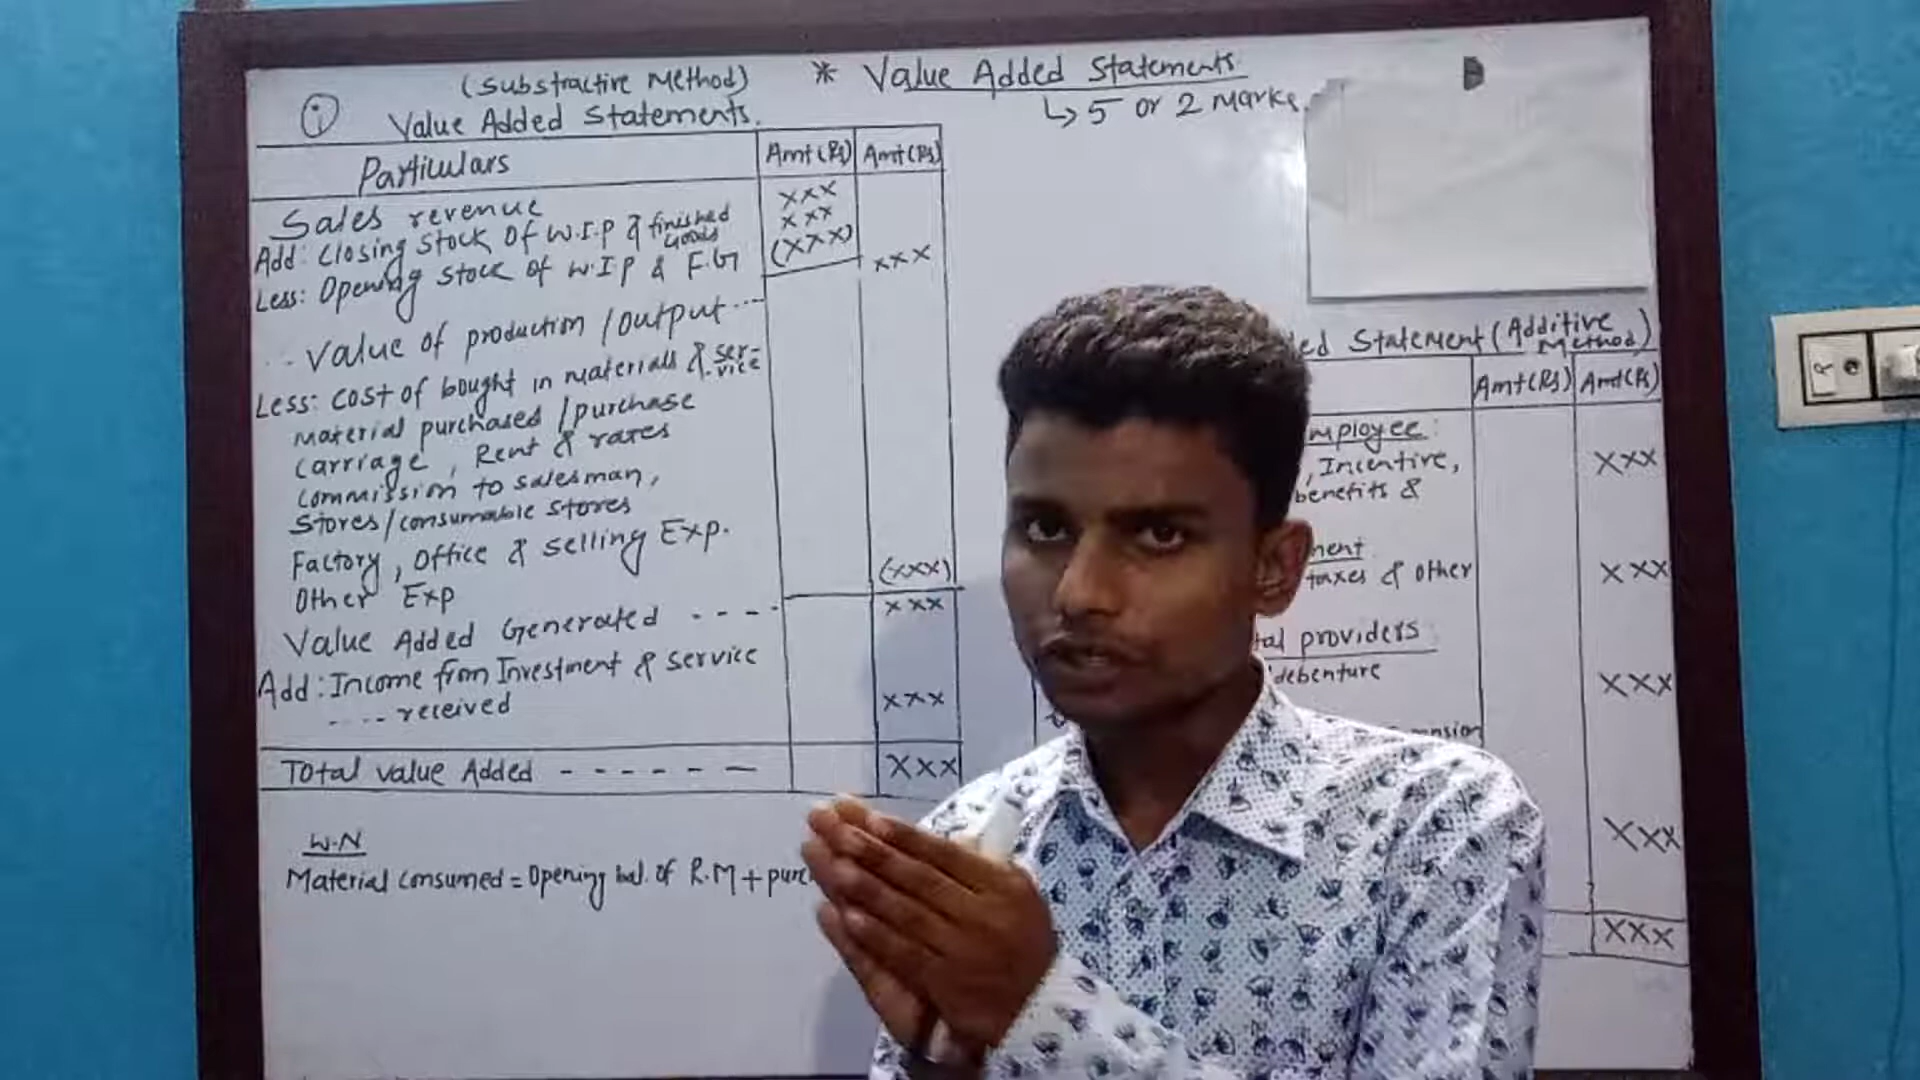 (Substractive Method)
* Value Added Statements
↳ 5 or 2 marks.
i
Value Added Statements.
Particulars
Amt(Rs)
Amt(Rs)
Sales revenue
xxx
Add: Closing stock of W.I.P & finished Goods
xxx
Less: Opening stock of W.I.P & F.G
(xxx)
xxx
Value of production / output
Less: cost of bought in materials & service
material purchased / purchase
carriage, Rent & rates
commission to salesman,
Stores/consumable stores
Factory, Office & selling Exp.
Other Exp
(xxx)
Value Added Generated - - - -
xxx
Add: Income from Investment & service
- - - - received
xxx
Total value Added - - - - - -
xxx
W.N
Material consumed = Opening bal. of R.M + purc
ed Statement (Additive Method)
Amt(Rs)
Amt(Rs)
mployee:
, Incentive,
xxx
benefits &
ment
taxes & other
xxx
tal providers
debenture
xxx
ension
xxx
xxx